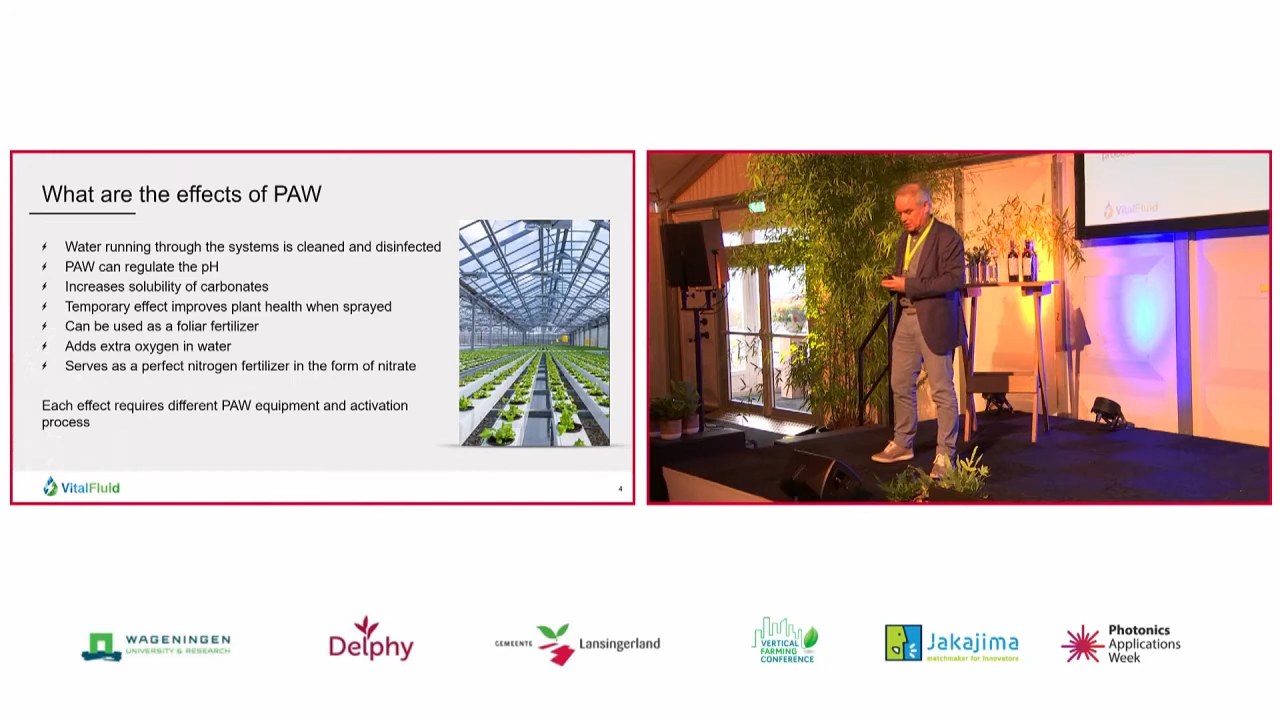 What are the effects of PAW
Water running through the systems is cleaned and disinfected
PAW can regulate the pH
Increases solubility of carbonates
Temporary effect improves plant health when sprayed
Can be used as a foliar fertilizer
Adds extra oxygen in water
Serves as a perfect nitrogen fertilizer in the form of nitrate
Each effect requires different PAW equipment and activation
process
VitalFluid
4
VitalFluid
WAGENINGEN
UNIVERSITY & RESEARCH
Delphy
GEMEENTE Lansingerland
VERTICAL
FARMING
CONFERENCE
Jakajima
matchmaker for innovators
Photonics
Applications
Week